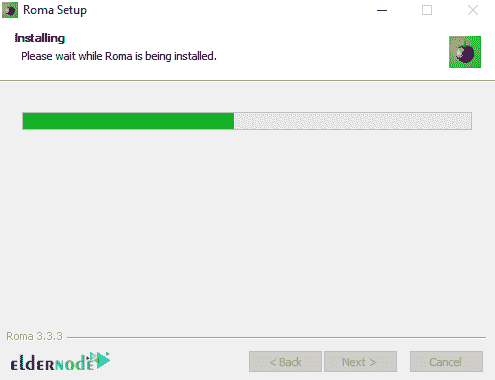 Roma Setup
Installing
Please wait while Roma is being installed.
Roma 3.3.3
eldernode
< Back
Next >
Cancel